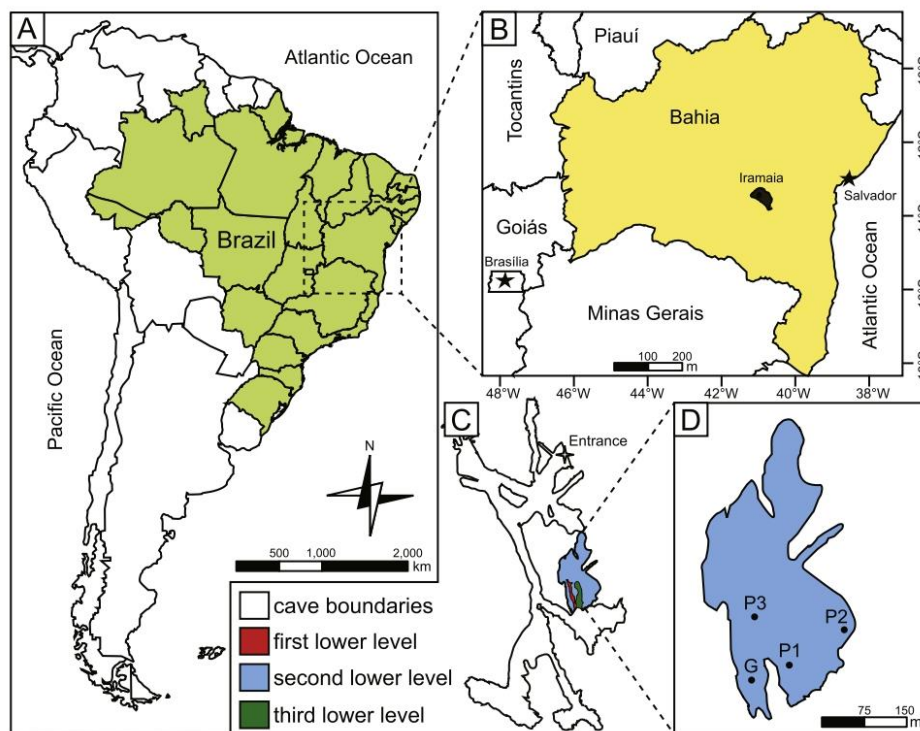 A
Atlantic Ocean
Brazil
Pacific Ocean
N
500 1,000 2,000
km
cave boundaries
first lower level
second lower level
third lower level
B
Piauí
Tocantins
Bahia
Iramaia
Salvador
Goiás
Brasília
Minas Gerais
Atlantic Ocean
100 200
m
48°W 46°W 44°W 42°W 40°W 38°W
C
Entrance
D
P3
P2
P1
G
75 150
m